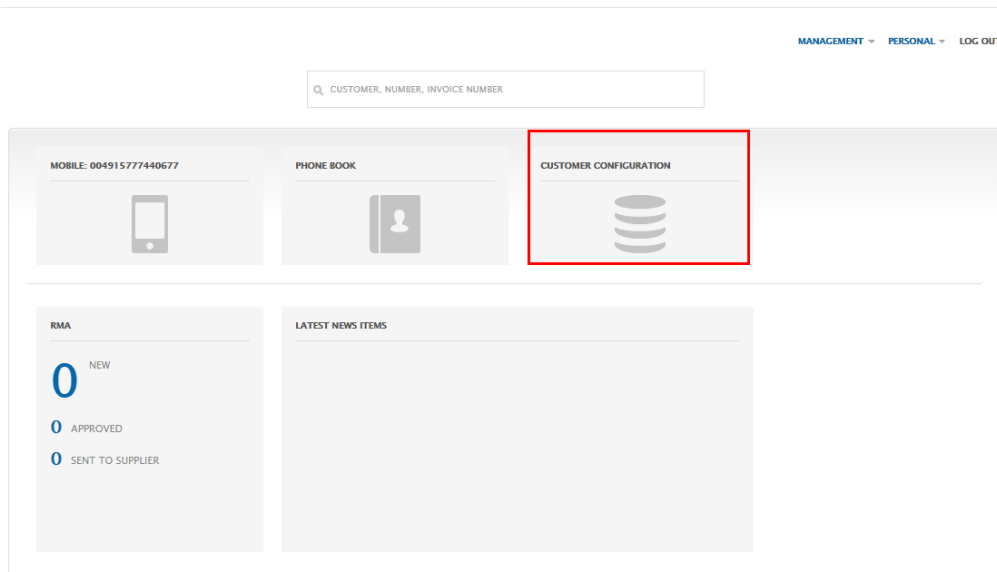 MANAGEMENT PERSONAL LOG OUT
CUSTOMER, NUMBER, INVOICE NUMBER
MOBILE: 004915777440677
PHONE BOOK
CUSTOMER CONFIGURATION
RMA
0 NEW
0 APPROVED
0 SENT TO SUPPLIER
LATEST NEWS ITEMS